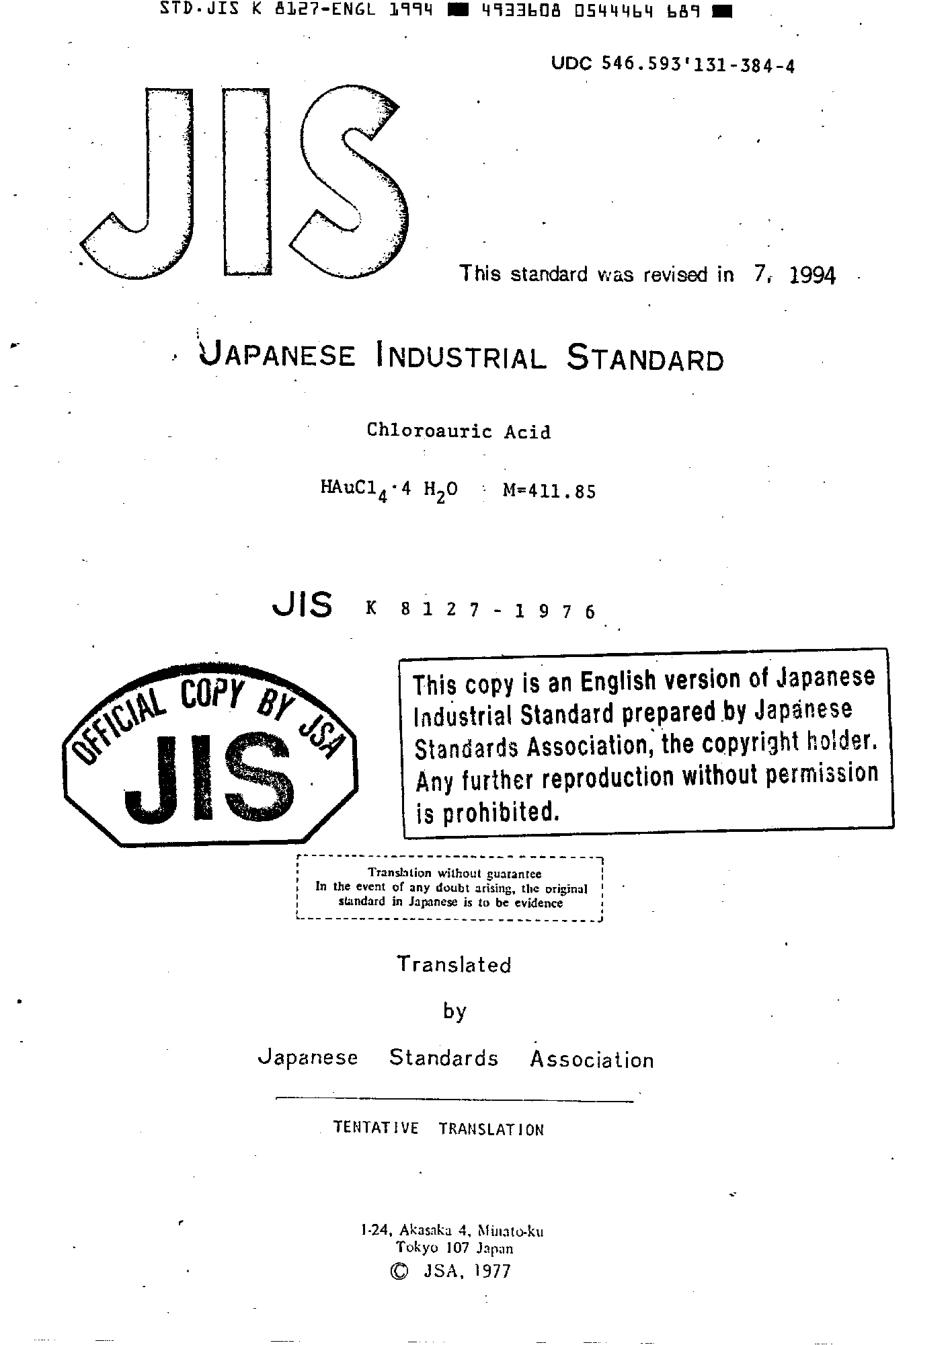 STD.JIS K 8127-ENGL 1994 ■ 4933608 0544464 689 ■
UDC 546.593'131-384-4
JIS
This standard was revised in 7, 1994
JAPANESE INDUSTRIAL STANDARD
Chloroauric Acid
HAuCl₄·4 H₂O M=411.85
JIS K 8127-1976
OFFICIAL COPY BY JSA
JIS
This copy is an English version of Japanese
Industrial Standard prepared by Japanese
Standards Association, the copyright holder.
Any further reproduction without permission
is prohibited.
Translation without guarantee
In the event of any doubt arising, the original
standard in Japanese is to be evidence
Translated
by
Japanese Standards Association
TENTATIVE TRANSLATION
1-24, Akasaka 4, Minato-ku
Tokyo 107 Japan
© JSA, 1977